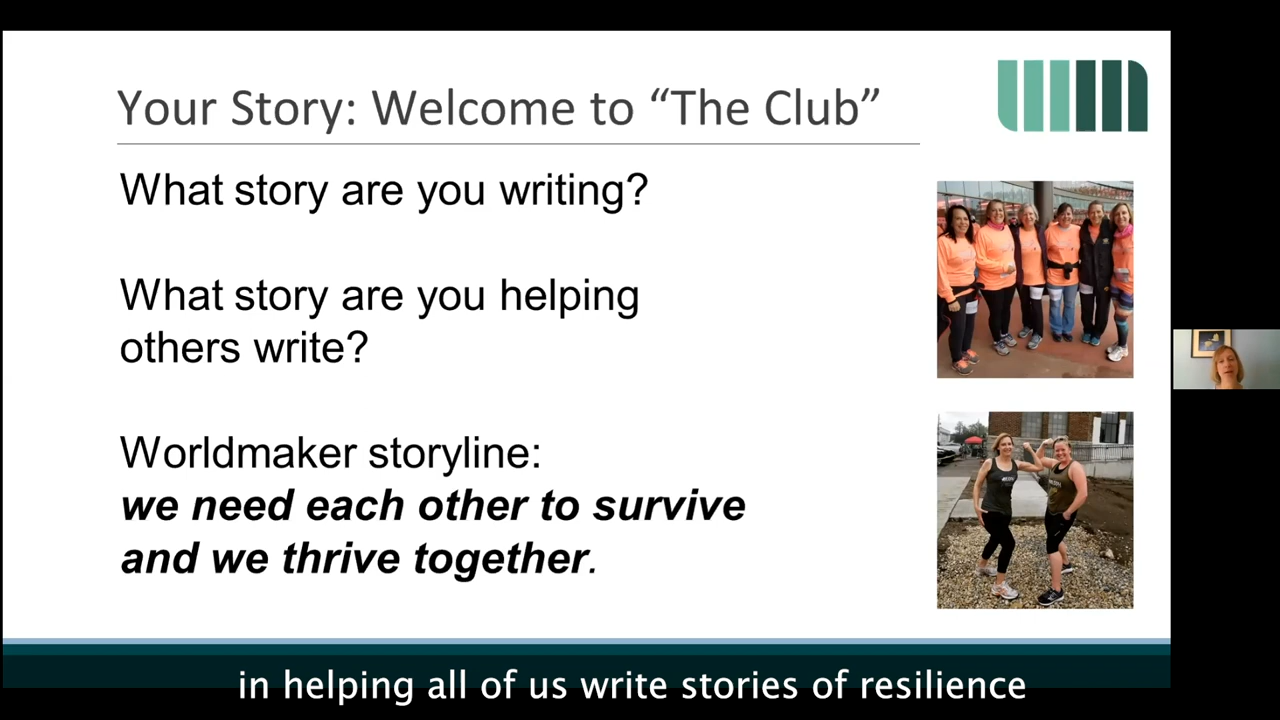 Your Story: Welcome to “The Club”
What story are you writing?
What story are you helping
others write?
Worldmaker storyline:
we need each other to survive
and we thrive together.
in helping all of us write stories of resilience